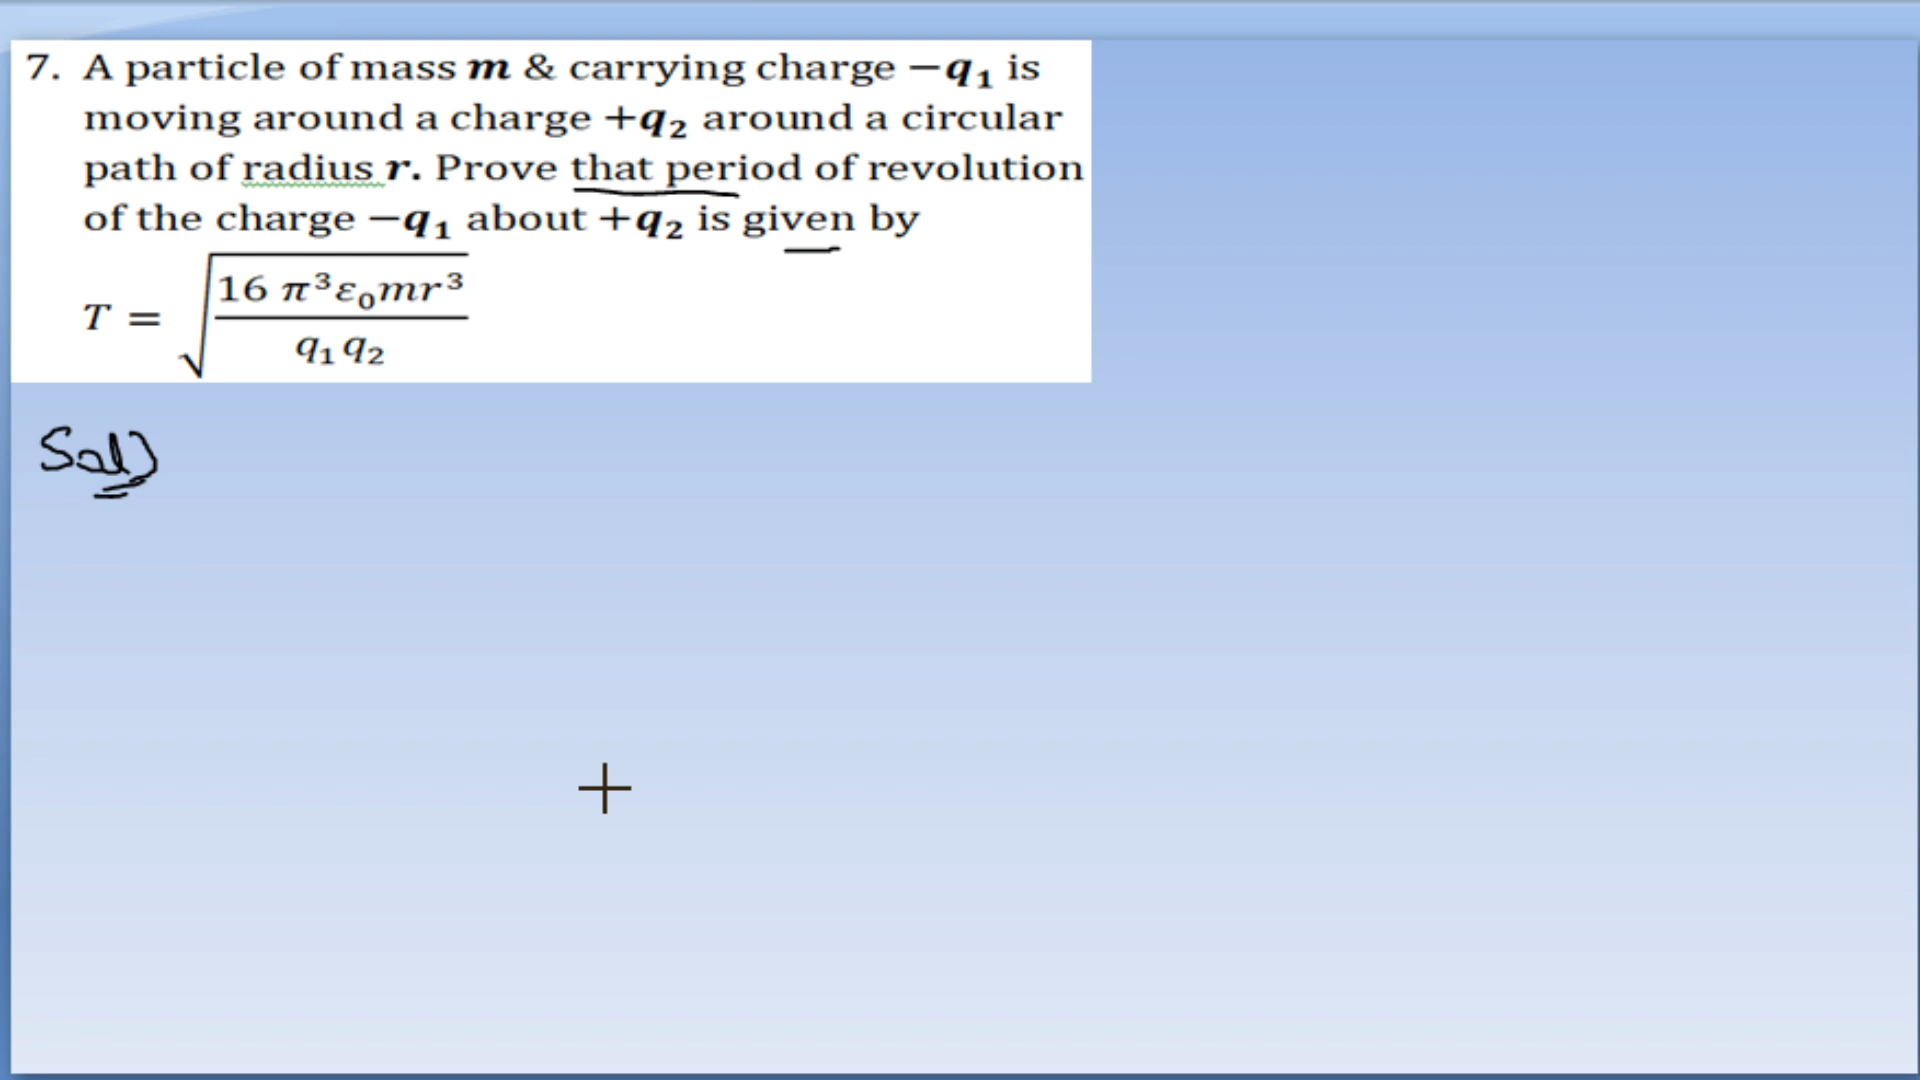 7. A particle of mass m & carrying charge −q₁ is
moving around a charge +q₂ around a circular
path of radius r. Prove that period of revolution
of the charge −q₁ about +q₂ is given by
T = √(16 π³ε₀mr³ / q₁q₂)
Sol)